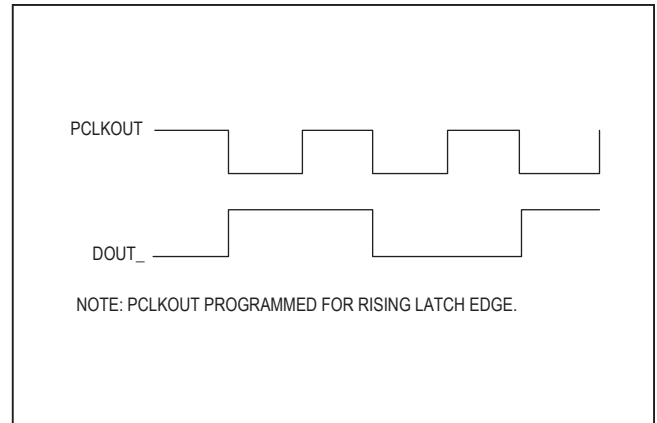 PCLKOUT
DOUT_
NOTE: PCLKOUT PROGRAMMED FOR RISING LATCH EDGE.